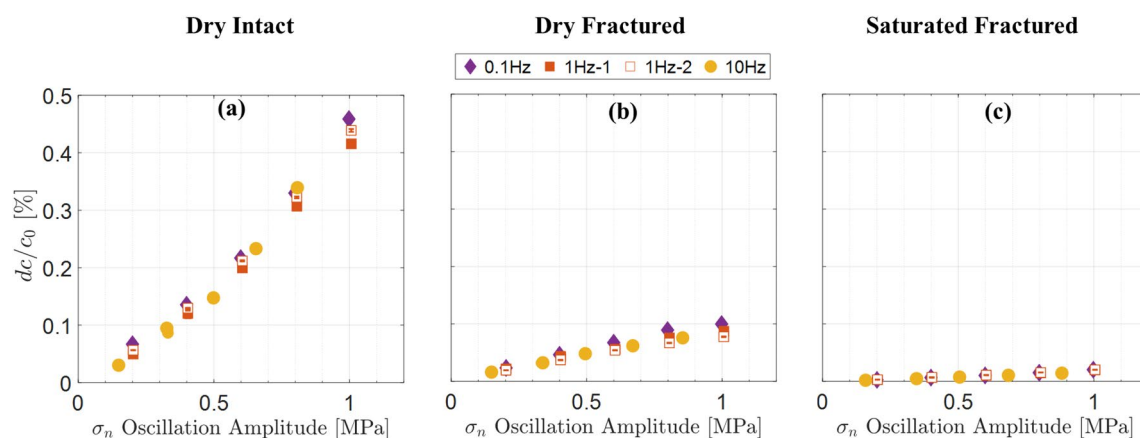 Dry Intact
Dry Fractured
Saturated Fractured
0.1Hz 1Hz-1 1Hz-2 10Hz
(a)
(b)
(c)
dc/c₀ [%]
0.5
0.4
0.3
0.2
0.1
0
0 0.5 1
0 0.5 1
0 0.5 1
σₙ Oscillation Amplitude [MPa]
σₙ Oscillation Amplitude [MPa]
σₙ Oscillation Amplitude [MPa]